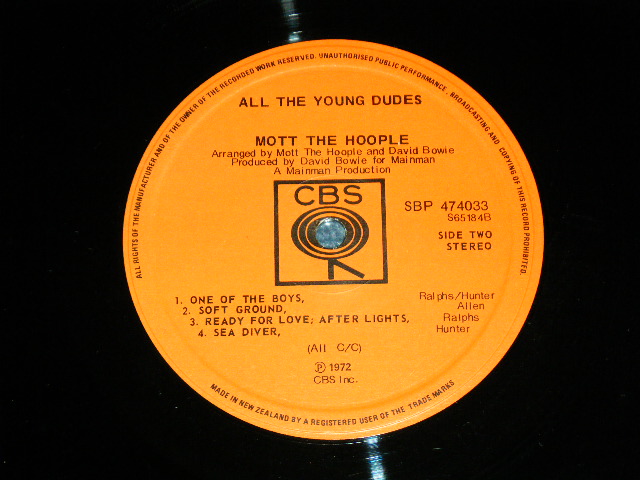 ALL RIGHTS OF THE MANUFACTURER AND OF THE OWNER OF THE RECORDED WORK RESERVED. UNAUTHORISED PUBLIC PERFORMANCE, BROADCASTING AND COPYING OF THIS RECORD PROHIBITED.
ALL THE YOUNG DUDES
MOTT THE HOOPLE
Arranged by Mott The Hoople and David Bowie
Produced by David Bowie for Mainman
A Mainman Production
CBS
SBP 474033
S65184B
SIDE TWO
STEREO
1. ONE OF THE BOYS, Ralphs/Hunter
2. SOFT GROUND, Allen
3. READY FOR LOVE; AFTER LIGHTS, Ralphs
4. SEA DIVER, Hunter
(All C/C)
Ⓟ 1972
CBS Inc.
MADE IN NEW ZEALAND BY A REGISTERED USER OF THE TRADE MARKS